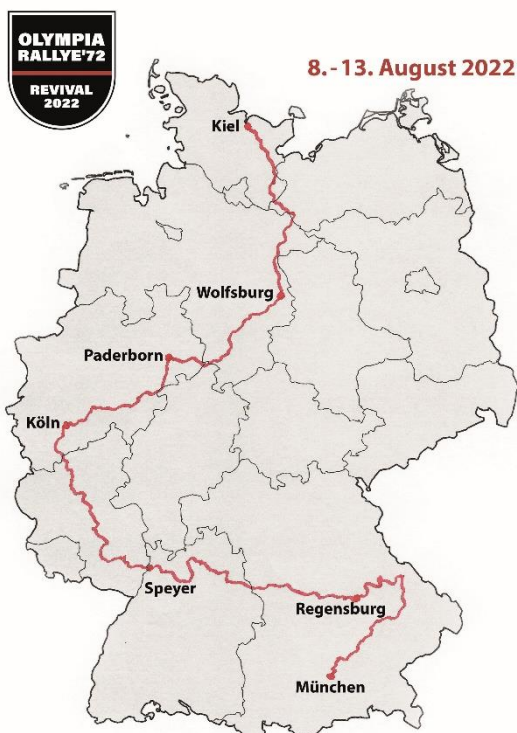 OLYMPIA
RALLYE'72
REVIVAL
2022
8.-13. August 2022
Kiel
Wolfsburg
Paderborn
Köln
Speyer
Regensburg
München